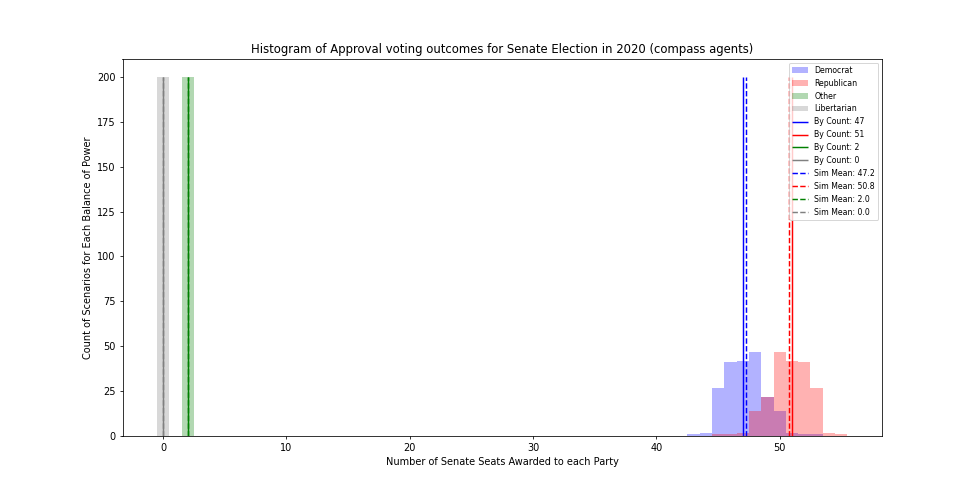 Histogram of Approval voting outcomes for Senate Election in 2020 (compass agents)
Count of Scenarios for Each Balance of Power
200
175
150
125
100
75
50
25
0
0 10 20 30 40 50
Number of Senate Seats Awarded to each Party
Democrat
Republican
Other
Libertarian
By Count: 47
By Count: 51
By Count: 2
By Count: 0
Sim Mean: 47.2
Sim Mean: 50.8
Sim Mean: 2.0
Sim Mean: 0.0